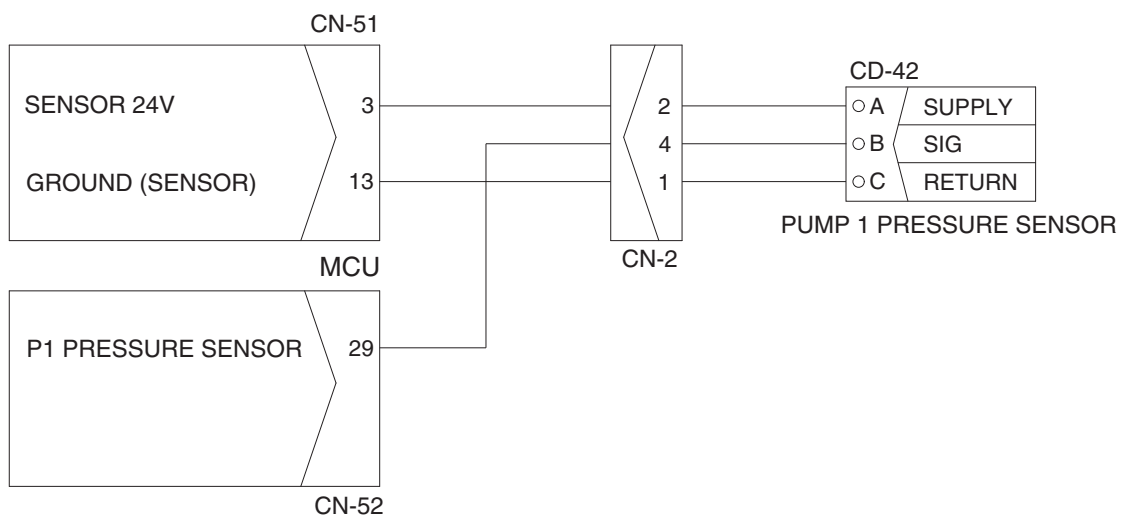 CN-51
SENSOR 24V 3
GROUND (SENSOR) 13
2
4
1
CN-2
CD-42
A SUPPLY
B SIG
C RETURN
PUMP 1 PRESSURE SENSOR
MCU
P1 PRESSURE SENSOR 29
CN-52